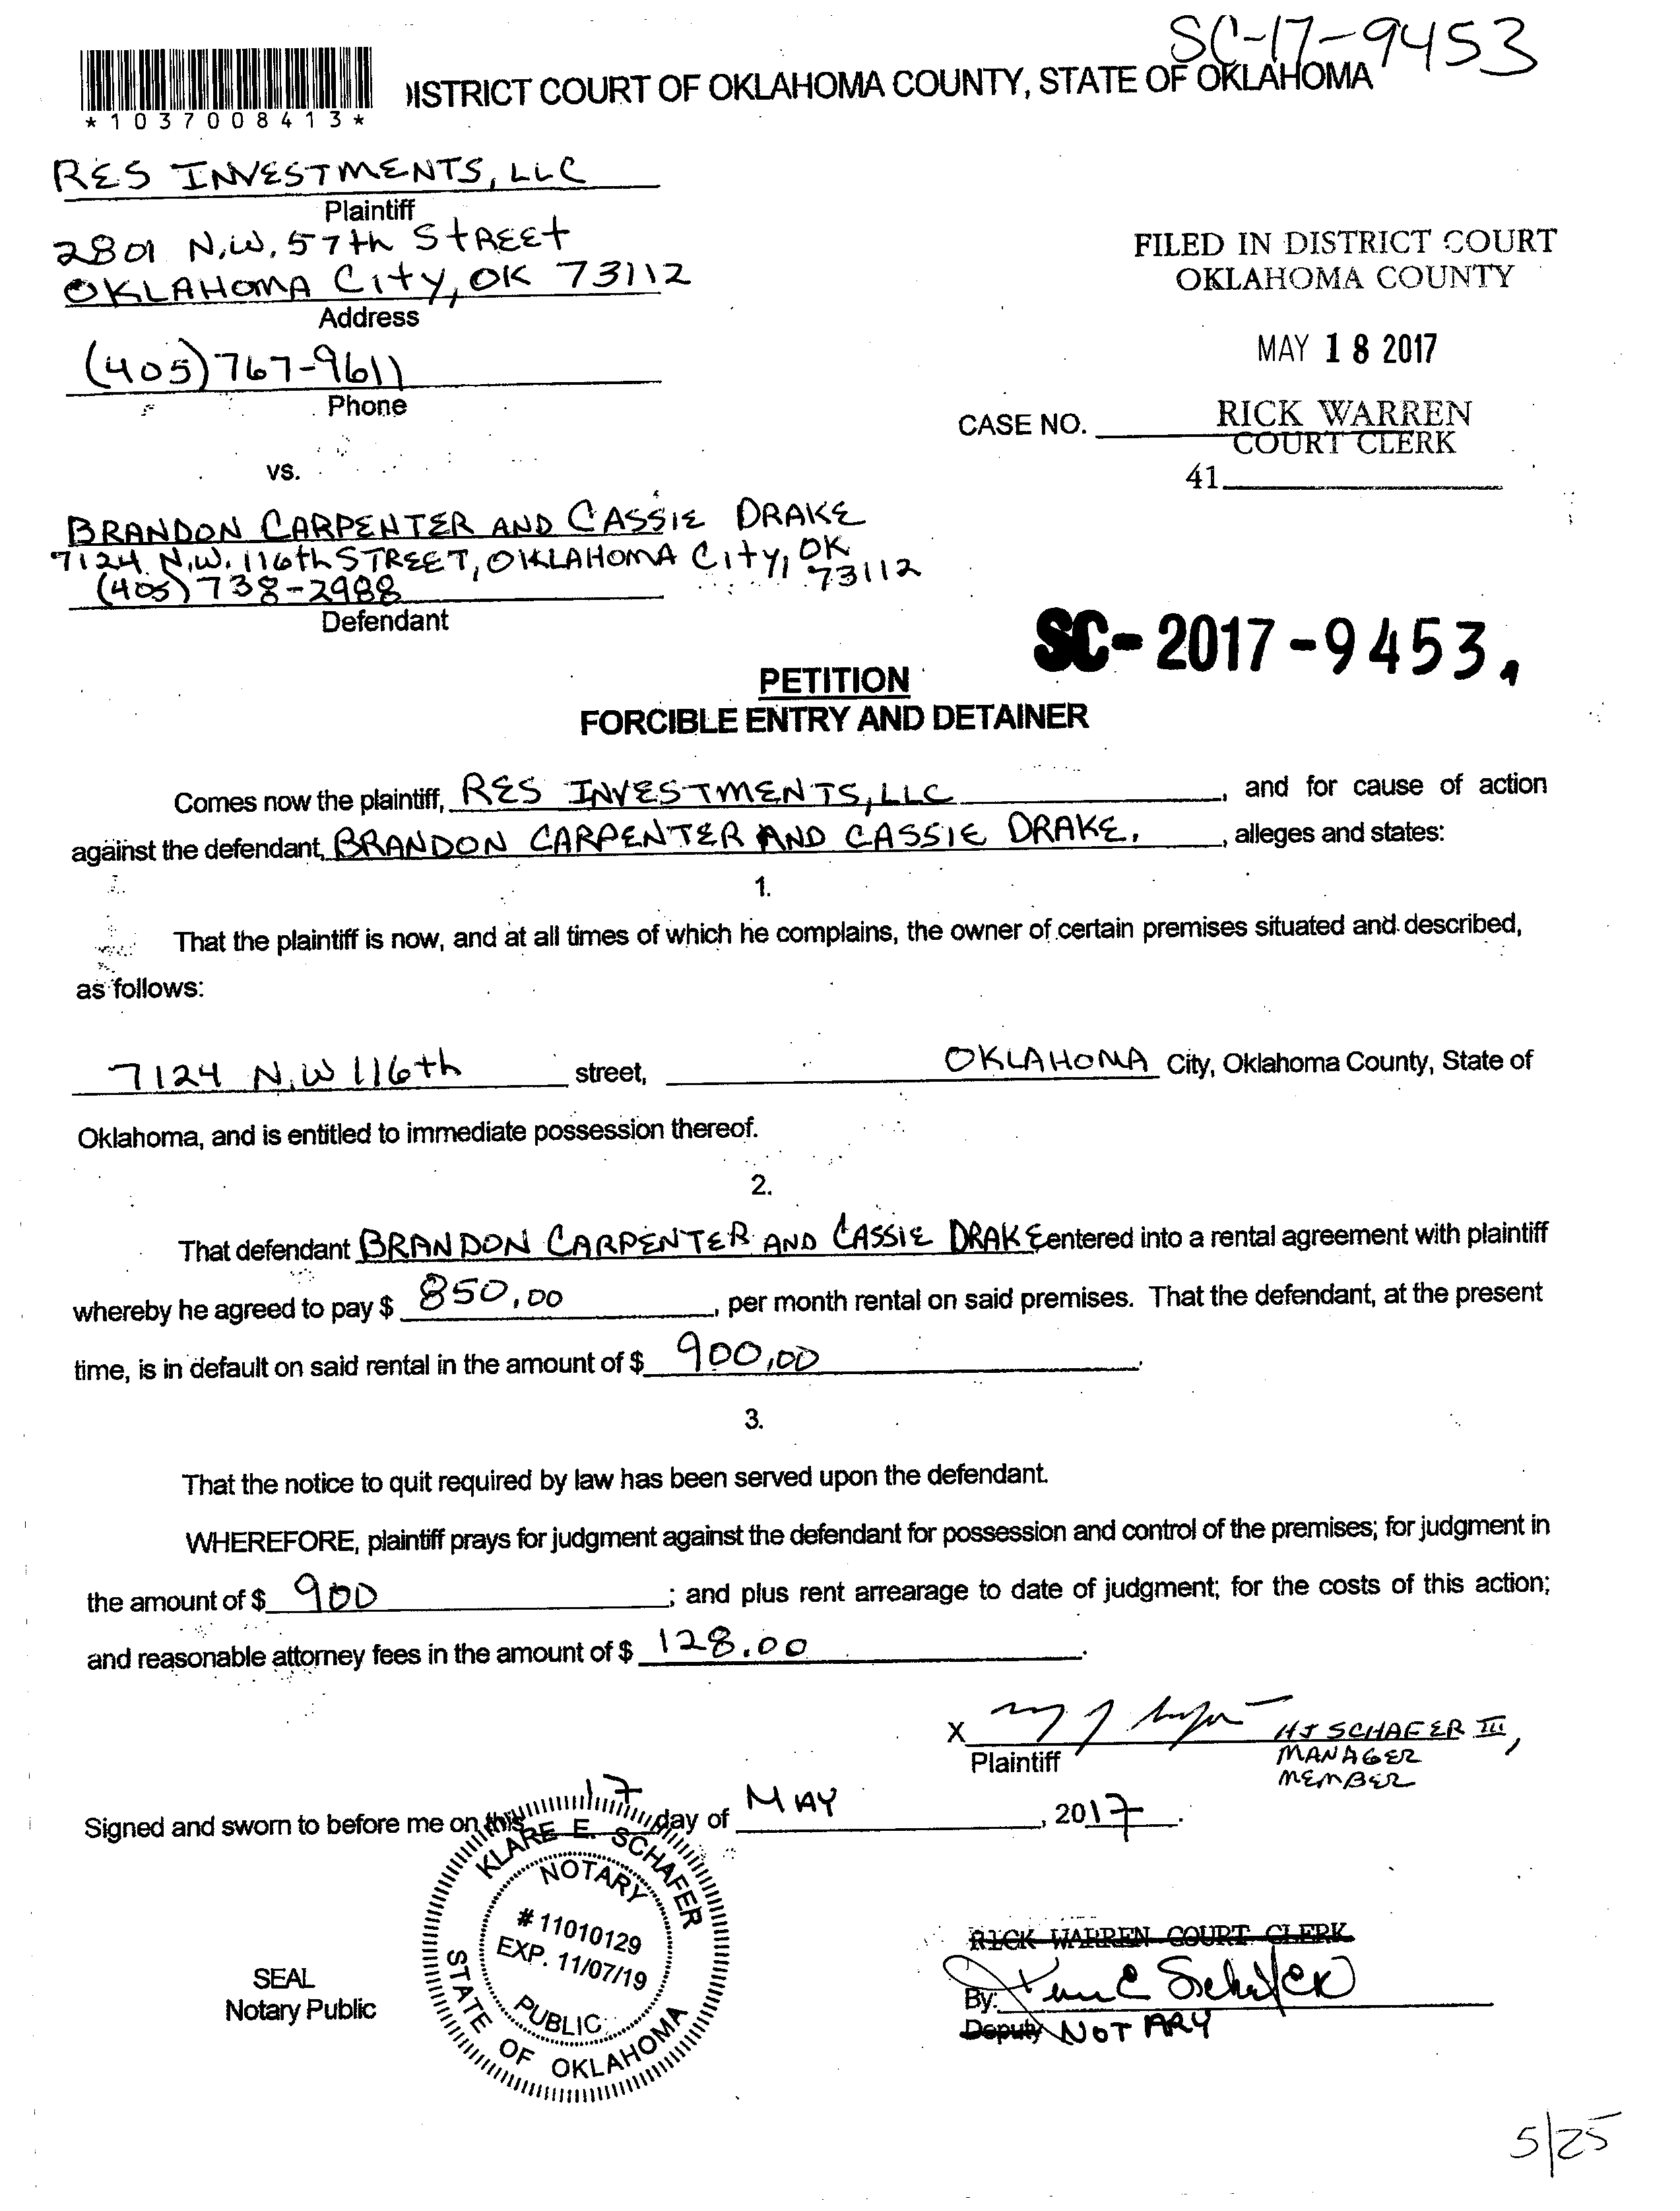 SC-17-9453
*1037008413*
ISTRICT COURT OF OKLAHOMA COUNTY, STATE OF OKLAHOMA
RES INVESTMENTS, LLC
Plaintiff
2801 N.W. 57th STREET
OKLAHOMA City, OK 73112
Address
(405) 767-9611
Phone
FILED IN DISTRICT COURT
OKLAHOMA COUNTY
MAY 18 2017
CASE NO. RICK WARREN
COURT CLERK
41
vs.
BRANDON CARPENTER AND CASSIE DRAKE
7124 N.W. 116th STREET, OKLAHOMA City, OK
73112
(405) 738-2988
Defendant
SC-2017-9453
PETITION
FORCIBLE ENTRY AND DETAINER
Comes now the plaintiff, RES INVESTMENTS, LLC, and for cause of action
against the defendant, BRANDON CARPENTER AND CASSIE DRAKE, alleges and states:
1.
That the plaintiff is now, and at all times of which he complains, the owner of certain premises situated and described,
as follows:
7124 N.W 116th street, OKLAHOMA City, Oklahoma County, State of
Oklahoma, and is entitled to immediate possession thereof.
2.
That defendant BRANDON CARPENTER AND CASSIE DRAKE entered into a rental agreement with plaintiff
whereby he agreed to pay $ 850.00, per month rental on said premises. That the defendant, at the present
time, is in default on said rental in the amount of $ 900.00.
3.
That the notice to quit required by law has been served upon the defendant.
WHEREFORE, plaintiff prays for judgment against the defendant for possession and control of the premises; for judgment in
the amount of $ 900; and plus rent arrearage to date of judgment; for the costs of this action;
and reasonable attorney fees in the amount of $ 128.00.
X HJ SCHAFER III,
Plaintiff MANAGER
MEMBER
Signed and sworn to before me on this 17 day of MAY, 2017.
KLARE E. SCHAFER
NOTARY
# 11010129
EXP. 11/07/19
PUBLIC
STATE OF OKLAHOMA
SEAL
Notary Public
RICK WARREN COURT CLERK
By:
Deputy NOTARY
5/25